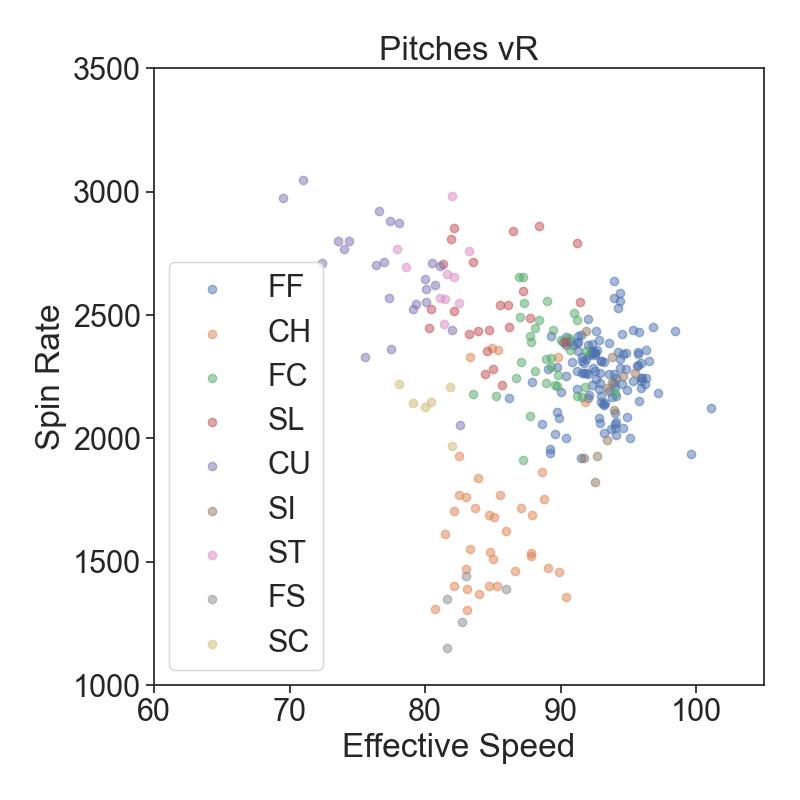 Pitches vR
3500
3000
2500
2000
1500
1000
Spin Rate
FF
CH
FC
SL
CU
SI
ST
FS
SC
60 70 80 90 100
Effective Speed